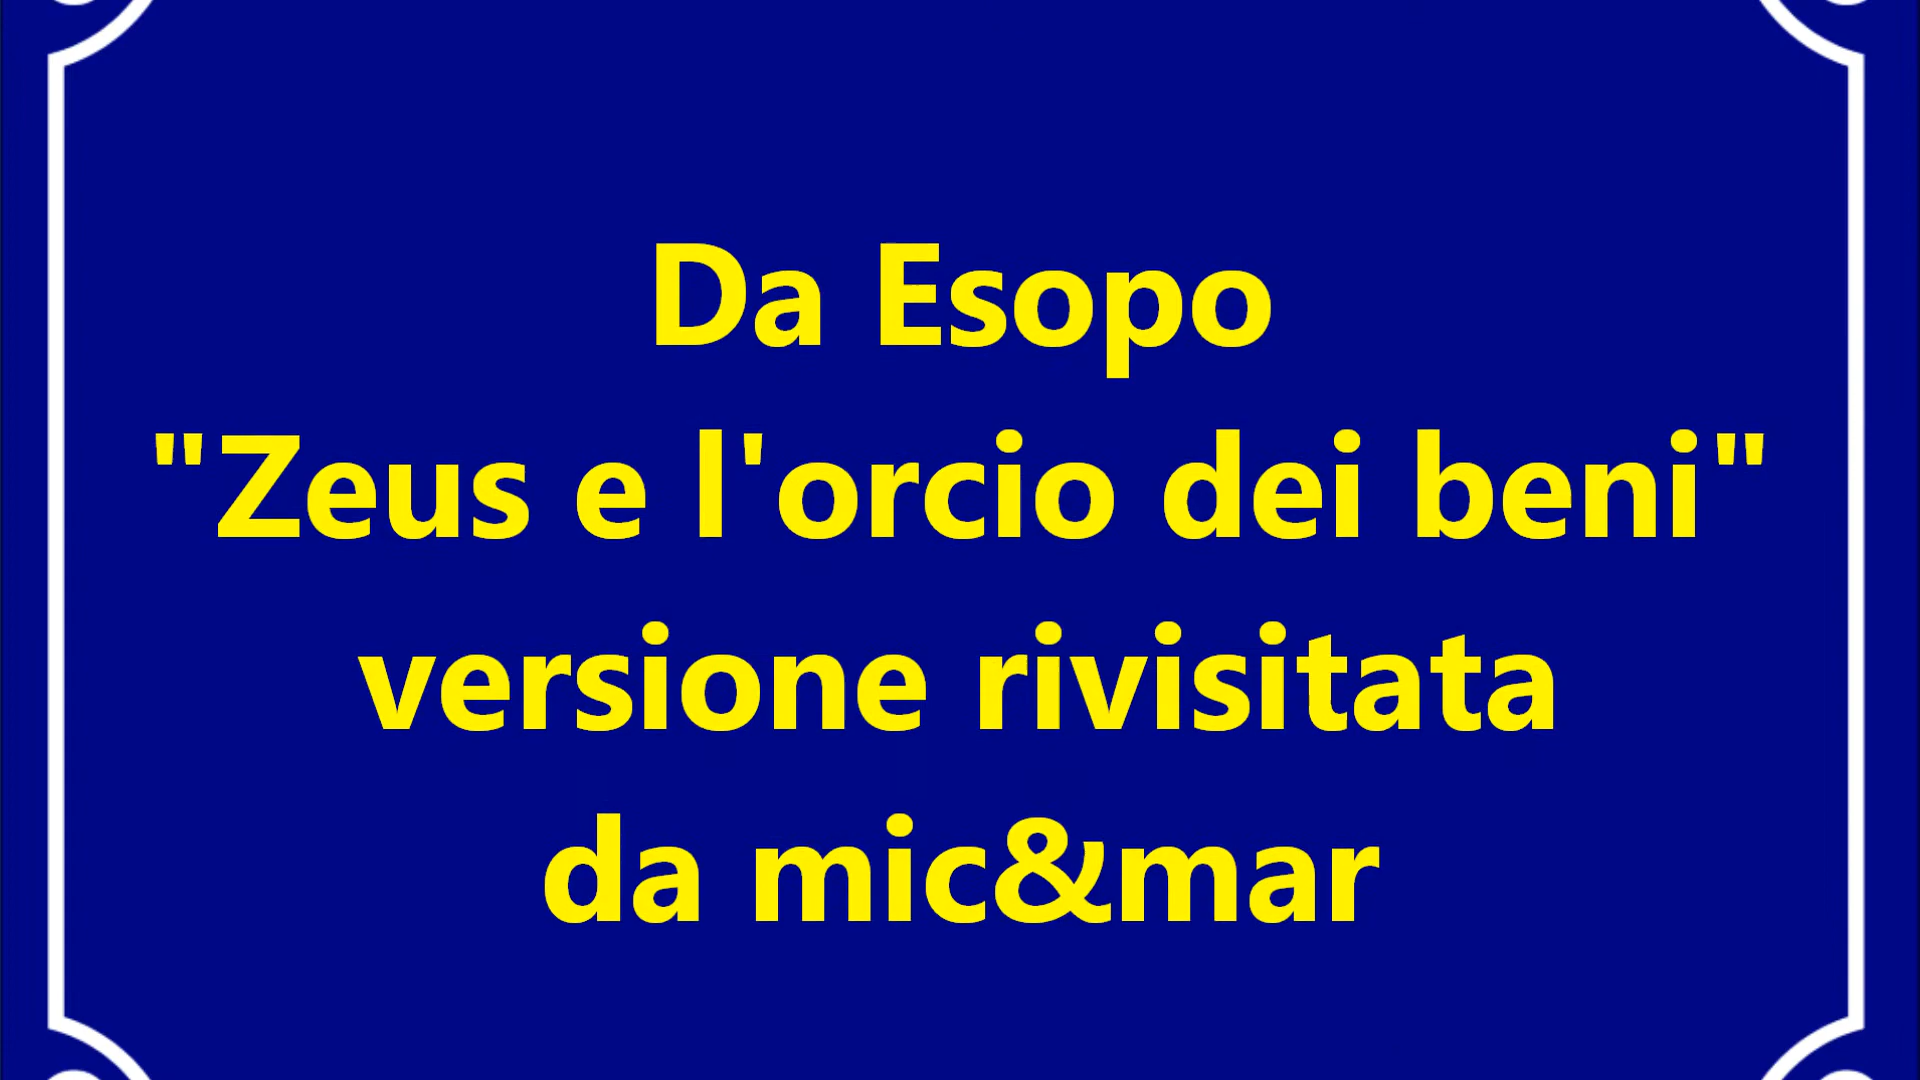 Da Esopo
"Zeus e l'orcio dei beni"
versione rivisitata
da mic&mar